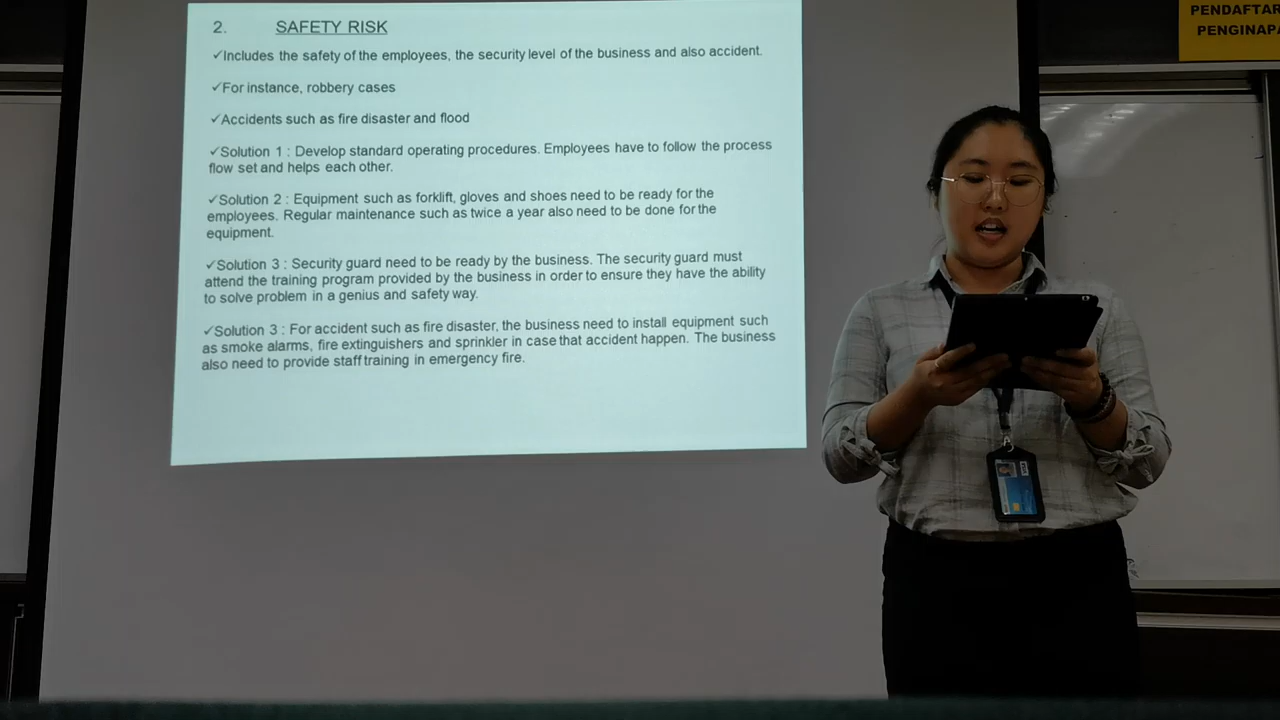 2. SAFETY RISK
✓Includes the safety of the employees, the security level of the business and also accident.
✓For instance, robbery cases
✓Accidents such as fire disaster and flood
✓Solution 1 : Develop standard operating procedures. Employees have to follow the process
flow set and helps each other.
✓Solution 2 : Equipment such as forklift, gloves and shoes need to be ready for the
employees. Regular maintenance such as twice a year also need to be done for the
equipment.
✓Solution 3 : Security guard need to be ready by the business. The security guard must
attend the training program provided by the business in order to ensure they have the ability
to solve problem in a genius and safety way.
✓Solution 3 : For accident such as fire disaster, the business need to install equipment such
as smoke alarms, fire extinguishers and sprinkler in case that accident happen. The business
also need to provide staff training in emergency fire.
PENDAFTAR
PENGINAPA